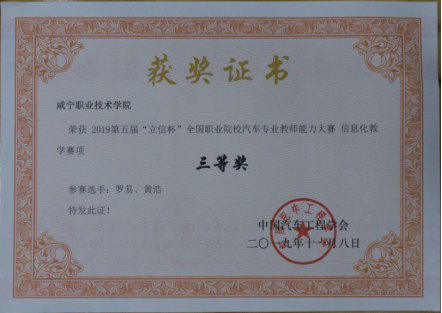 获奖证书
咸宁职业技术学院
荣获 2019第五届“立信杯”全国职业院校汽车专业教师能力大赛 信息化教
学赛项
三等奖
参赛选手：罗易、黄浩
特发此证！
中国汽车工程学会
二〇一九年十一月八日